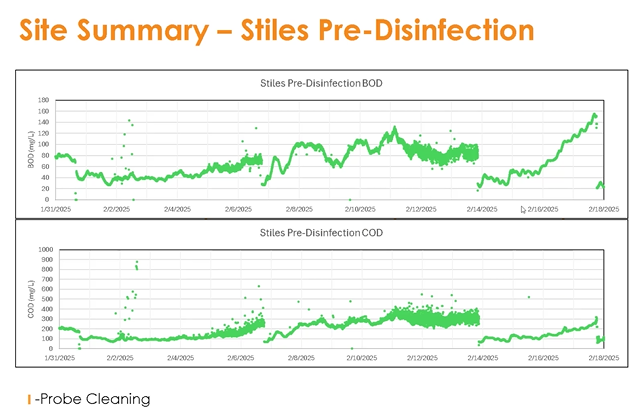 Site Summary – Stiles Pre-Disinfection
Stiles Pre-Disinfection BOD
180
160
140
120
100
80
60
40
20
0
BOD (mg/L)
1/31/2025 2/2/2025 2/4/2025 2/6/2025 2/8/2025 2/10/2025 2/12/2025 2/14/2025 2/16/2025 2/18/2025
Stiles Pre-Disinfection COD
1000
900
800
700
600
500
400
300
200
100
0
COD (mg/L)
1/31/2025 2/2/2025 2/4/2025 2/6/2025 2/8/2025 2/10/2025 2/12/2025 2/14/2025 2/16/2025 2/18/2025
-Probe Cleaning